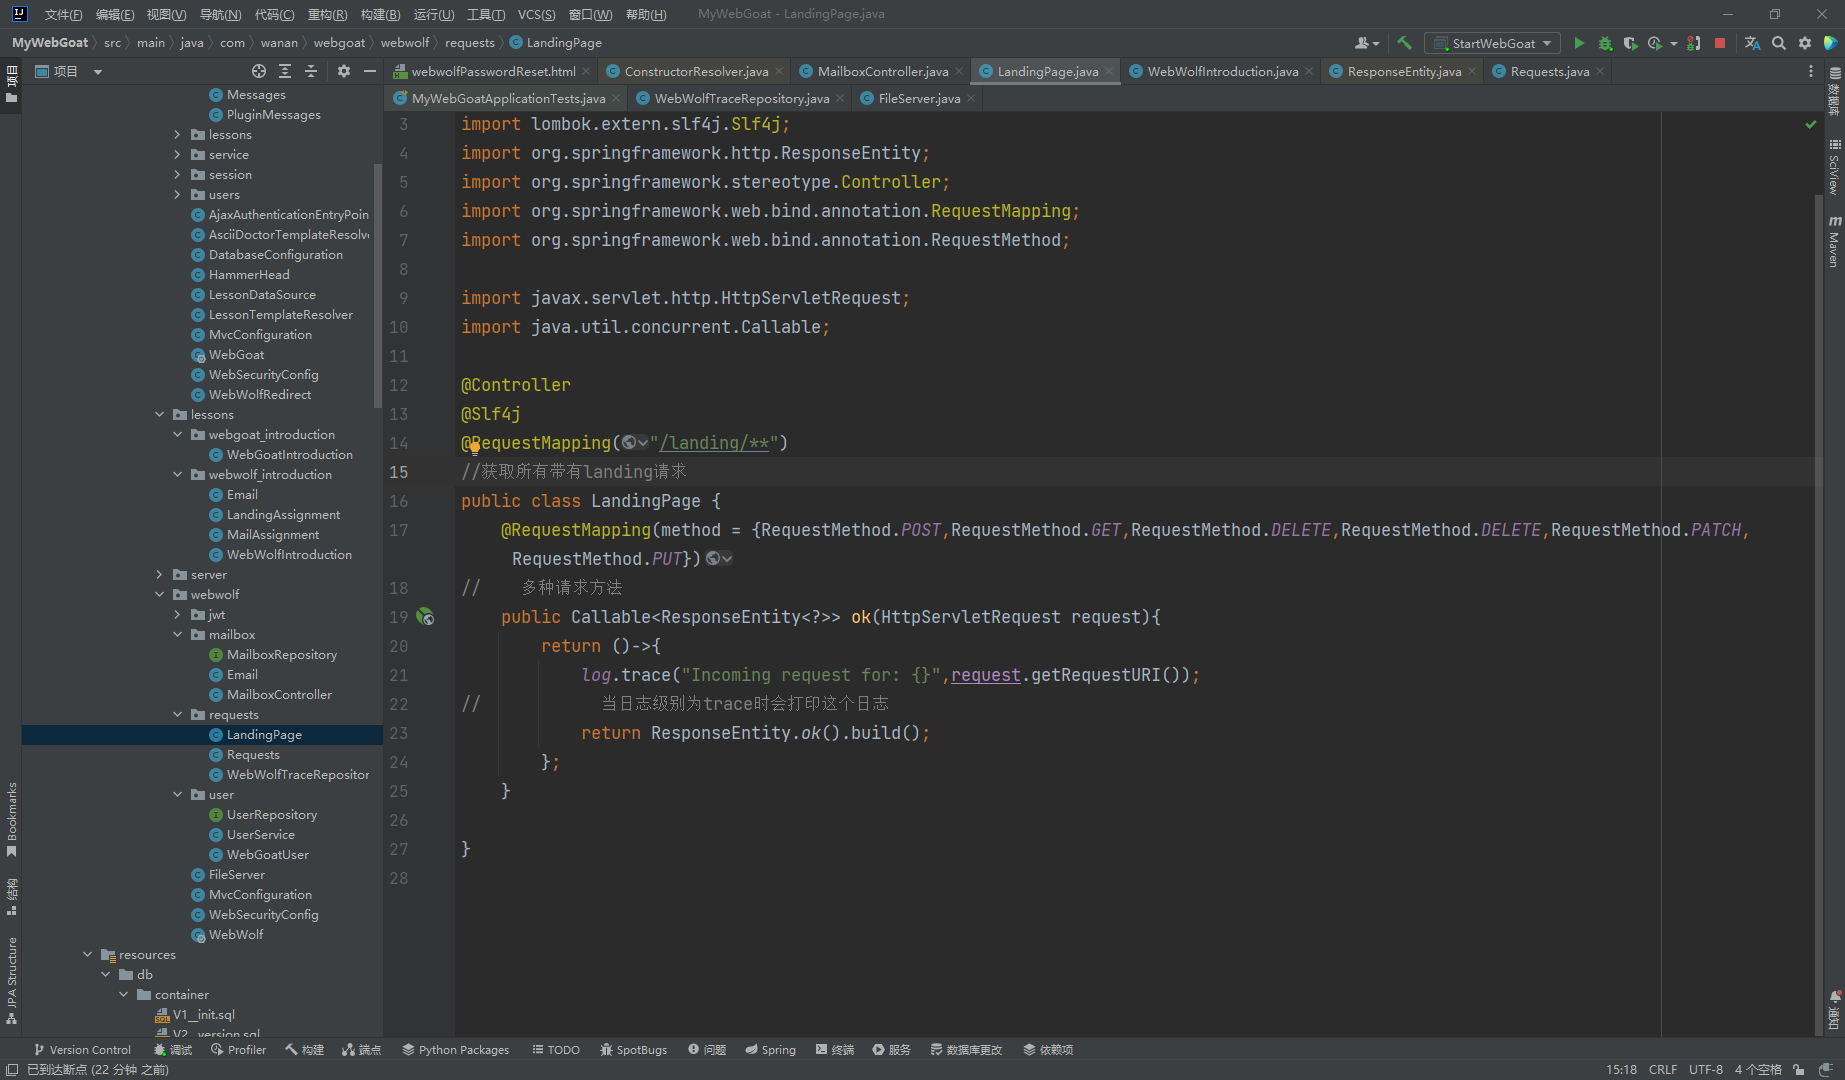 文件(F) 编辑(E) 视图(V) 导航(N) 代码(C) 重构(R) 构建(B) 运行(U) 工具(T) VCS(S) 窗口(W) 帮助(H) MyWebGoat - LandingPage.java
MyWebGoat src main java com wanan webgoat webwolf requests LandingPage StartWebGoat
项目
webwolfPasswordReset.html ConstructorResolver.java MailboxController.java LandingPage.java WebWolfIntroduction.java ResponseEntity.java Requests.java
MyWebGoatApplicationTests.java WebWolfTraceRepository.java FileServer.java
项目
Bookmarks
结构
JPA Structure
Messages
PluginMessages
lessons
service
session
users
AjaxAuthenticationEntryPoin
AsciiDoctorTemplateResolve
DatabaseConfiguration
HammerHead
LessonDataSource
LessonTemplateResolver
MvcConfiguration
WebGoat
WebSecurityConfig
WebWolfRedirect
lessons
webgoat_introduction
WebGoatIntroduction
webwolf_introduction
Email
LandingAssignment
MailAssignment
WebWolfIntroduction
server
webwolf
jwt
mailbox
MailboxRepository
Email
MailboxController
requests
LandingPage
Requests
WebWolfTraceRepositor
user
UserRepository
UserService
WebGoatUser
FileServer
MvcConfiguration
WebSecurityConfig
WebWolf
resources
db
container
V1__init.sql
V2__version.sql
3 import lombok.extern.slf4j.Slf4j;
4 import org.springframework.http.ResponseEntity;
5 import org.springframework.stereotype.Controller;
6 import org.springframework.web.bind.annotation.RequestMapping;
7 import org.springframework.web.bind.annotation.RequestMethod;
8
9 import javax.servlet.http.HttpServletRequest;
10 import java.util.concurrent.Callable;
11
12 @Controller
13 @Slf4j
14 @RequestMapping("/landing/**")
15 //获取所有带有landing请求
16 public class LandingPage {
17 @RequestMapping(method = {RequestMethod.POST,RequestMethod.GET,RequestMethod.DELETE,RequestMethod.DELETE,RequestMethod.PATCH,
RequestMethod.PUT})
18 // 多种请求方法
19 public Callable<ResponseEntity<?>> ok(HttpServletRequest request){
20 return ()->{
21 log.trace("Incoming request for: {}",request.getRequestURI());
22 // 当日志级别为trace时会打印这个日志
23 return ResponseEntity.ok().build();
24 };
25 }
26
27 }
28
数据库
SciView
m Maven
通知
Version Control 调试 Profiler 构建 端点 Python Packages TODO SpotBugs 问题 Spring 终端 服务 数据库更改 依赖项
已到达断点 (22 分钟 之前) 15:18 CRLF UTF-8 4 个空格